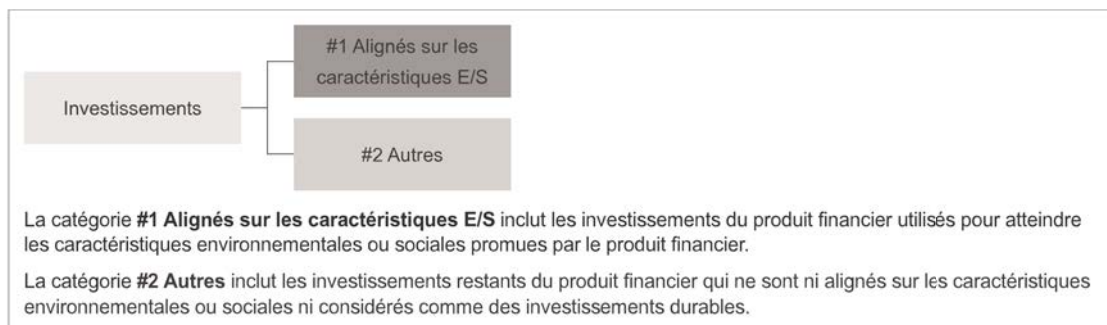 #1 Alignés sur les
caractéristiques E/S
Investissements
#2 Autres
La catégorie #1 Alignés sur les caractéristiques E/S inclut les investissements du produit financier utilisés pour atteindre
les caractéristiques environnementales ou sociales promues par le produit financier.
La catégorie #2 Autres inclut les investissements restants du produit financier qui ne sont ni alignés sur les caractéristiques
environnementales ou sociales ni considérés comme des investissements durables.